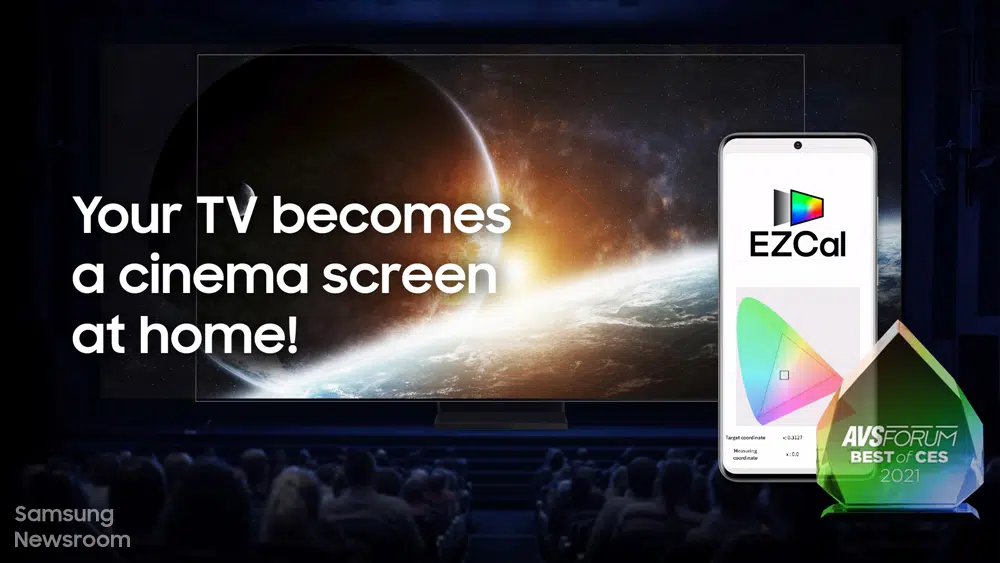 Your TV becomes
a cinema screen
at home!
EZCal
Target coordinate x: 0.3127
Measuring
coordinate x : 0.0
AVSFORUM
BEST of CES
2021
Samsung
Newsroom